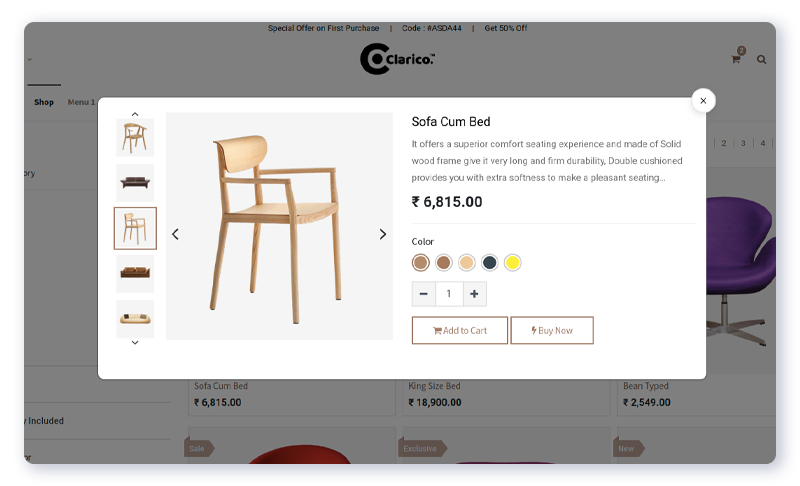 Special Offer on First Purchase | Code : #ASDA44 | Get 50% Off
Clarico.™
2
Shop Menu 1
2 | 3 | 4 |
ory
Sofa Cum Bed
It offers a superior comfort seating experience and made of Solid
wood frame give it very long and firm durability, Double cushioned
provides you with extra softness to make a pleasant seating...
₹ 6,815.00
Color
1
Add to Cart
Buy Now
Sofa Cum Bed
₹ 6,815.00
King Size Bed
₹ 18,900.00
Bean Typed
₹ 2,549.00
y Included
or
Sale
Exclusive
New